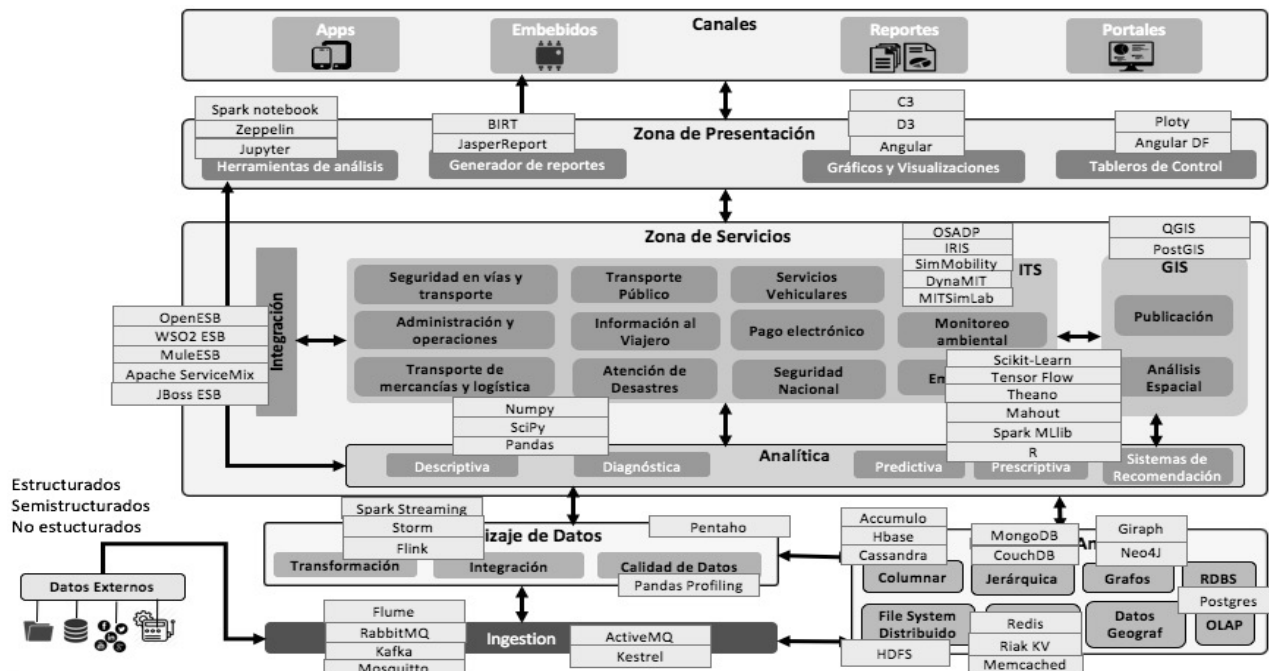 Canales
Apps
Embebidos
Reportes
Portales
Spark notebook
Zeppelin
Jupyter
Herramientas de análisis
BIRT
JasperReport
Generador de reportes
Zona de Presentación
C3
D3
Angular
Gráficos y Visualizaciones
Ploty
Angular DF
Tableros de Control
Zona de Servicios
OSADP
IRIS
SimMobility
DynaMIT
MITSimLab
ITS
QGIS
PostGIS
GIS
Integración
Seguridad en vías y
transporte
Transporte
Público
Servicios
Vehiculares
Administración y
operaciones
Información al
Viajero
Pago electrónico
Monitoreo
ambiental
Transporte de
mercancías y logística
Atención de
Desastres
Seguridad
Nacional
Publicación
Análisis
Espacial
OpenESB
WSO2 ESB
MuleESB
Apache ServiceMix
JBoss ESB
Scikit-Learn
Tensor Flow
Theano
Mahout
Spark MLlib
R
Numpy
SciPy
Pandas
Analítica
Descriptiva
Diagnóstica
Predictiva
Prescriptiva
Sistemas de
Recomendación
Estructurados
Semistructurados
No estucturados
Datos Externos
Spark Streaming
Storm
Flink
izaje de Datos
Pentaho
Transformación
Integración
Calidad de Datos
Pandas Profiling
Accumulo
Hbase
Cassandra
MongoDB
CouchDB
Giraph
Neo4J
Columnar
Jerárquica
Grafos
RDBS
Postgres
OLAP
File System
Distribuido
HDFS
Redis
Riak KV
Memcached
Datos
Geograf
Flume
RabbitMQ
Kafka
Mosquitto
Ingestion
ActiveMQ
Kestrel